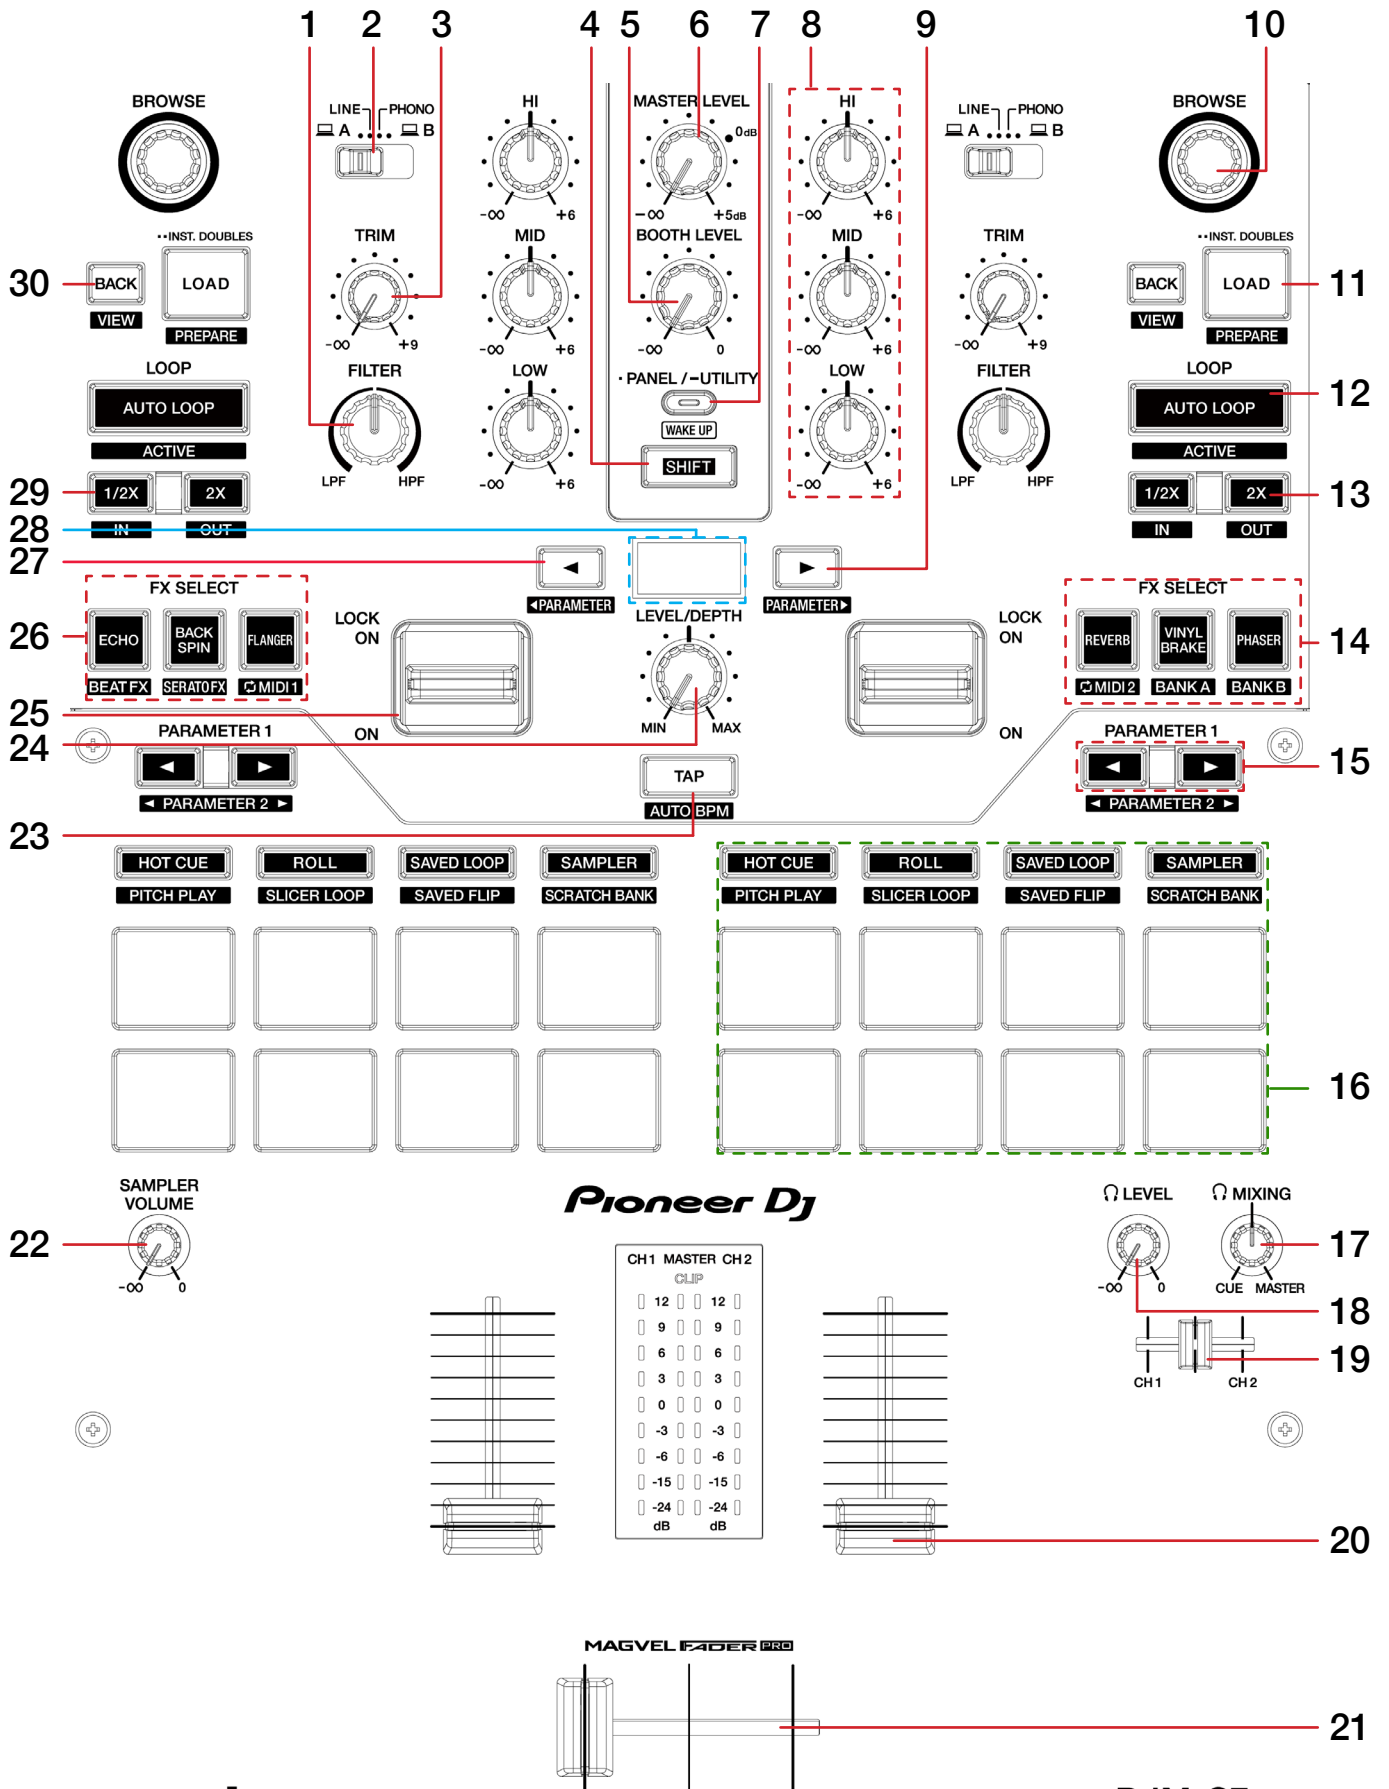 1 2 3 4 5 6 7 8 9 10
BROWSE LINE PHONO HI MASTER LEVEL HI LINE PHONO BROWSE
A B 0dB A B
-∞ +6 -∞ +5dB -∞ +6
INST. DOUBLES TRIM MID BOOTH LEVEL MID TRIM INST. DOUBLES
30 BACK LOAD BACK LOAD 11
VIEW PREPARE VIEW PREPARE
-∞ +9 -∞ +6 -∞ 0 -∞ +6 -∞ +9
LOOP FILTER LOW · PANEL / – UTILITY LOW FILTER LOOP
AUTO LOOP AUTO LOOP 12
WAKE UP
ACTIVE ACTIVE
SHIFT
LPF HPF -∞ +6 -∞ +6 LPF HPF
29 1/2X 2X 1/2X 2X 13
28 IN OUT IN OUT
27 ◄ ►
FX SELECT ◄PARAMETER PARAMETER► FX SELECT
LOCK ON LEVEL/DEPTH LOCK ON
26 ECHO BACK SPIN FLANGER REVERB VINYL BRAKE PHASER 14
BEAT FX SERATO FX MIDI 1 MIDI 2 BANK A BANK B
25
ON MIN MAX ON
24 PARAMETER 1 PARAMETER 1
◄ ► TAP ◄ ► 15
◄ PARAMETER 2 ► AUTO BPM ◄ PARAMETER 2 ►
23
HOT CUE ROLL SAVED LOOP SAMPLER HOT CUE ROLL SAVED LOOP SAMPLER
PITCH PLAY SLICER LOOP SAVED FLIP SCRATCH BANK PITCH PLAY SLICER LOOP SAVED FLIP SCRATCH BANK
16
SAMPLER
VOLUME
Pioneer Dj LEVEL MIXING
22 17
-∞ 0 -∞ 0 CUE MASTER
CH 1 MASTER CH 2
CLIP
18
12 12
9 9
6 6
19
3 3
CH 1 CH 2
0 0
-3 -3
-6 -6
-15 -15
-24 -24
dB dB
20
MAGVEL FADER PRO
21